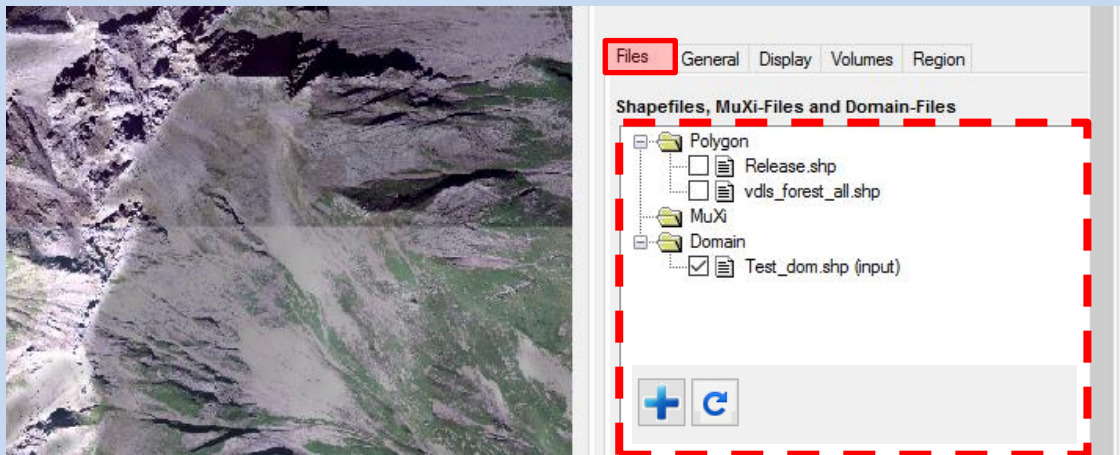 Files General Display Volumes Region
Shapefiles, MuXi-Files and Domain-Files
Polygon
Release.shp
vdls_forest_all.shp
MuXi
Domain
Test_dom.shp (input)